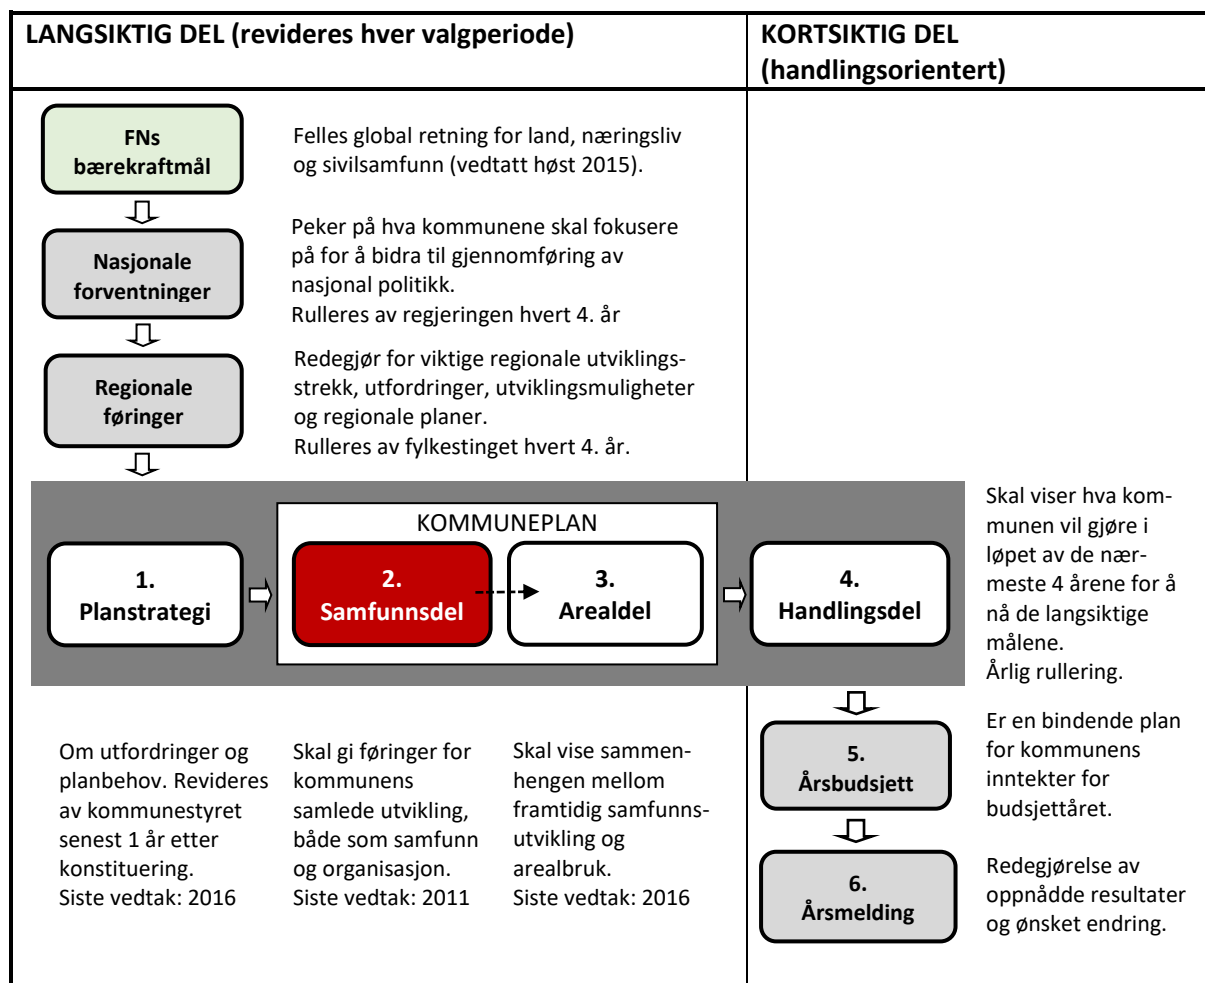 LANGSIKTIG DEL (revideres hver valgperiode)
KORTSIKTIG DEL
(handlingsorientert)
FNs
bærekraftmål
Felles global retning for land, næringsliv
og sivilsamfunn (vedtatt høst 2015).
Nasjonale
forventninger
Peker på hva kommunene skal fokusere
på for å bidra til gjennomføring av
nasjonal politikk.
Rulleres av regjeringen hvert 4. år
Regionale
føringer
Redegjør for viktige regionale utviklings-
strekk, utfordringer, utviklingsmuligheter
og regionale planer.
Rulleres av fylkestinget hvert 4. år.
KOMMUNEPLAN
1.
Planstrategi
2.
Samfunnsdel
3.
Arealdel
4.
Handlingsdel
Skal viser hva kom-
munen vil gjøre i
løpet av de nær-
meste 4 årene for å
nå de langsiktige
målene.
Årlig rullering.
Om utfordringer og
planbehov. Revideres
av kommunestyret
senest 1 år etter
konstituering.
Siste vedtak: 2016
Skal gi føringer for
kommunens
samlede utvikling,
både som samfunn
og organisasjon.
Siste vedtak: 2011
Skal vise sammen-
hengen mellom
framtidig samfunns-
utvikling og
arealbruk.
Siste vedtak: 2016
5.
Årsbudsjett
Er en bindende plan
for kommunens
inntekter for
budsjettåret.
6.
Årsmelding
Redegjørelse av
oppnådde resultater
og ønsket endring.